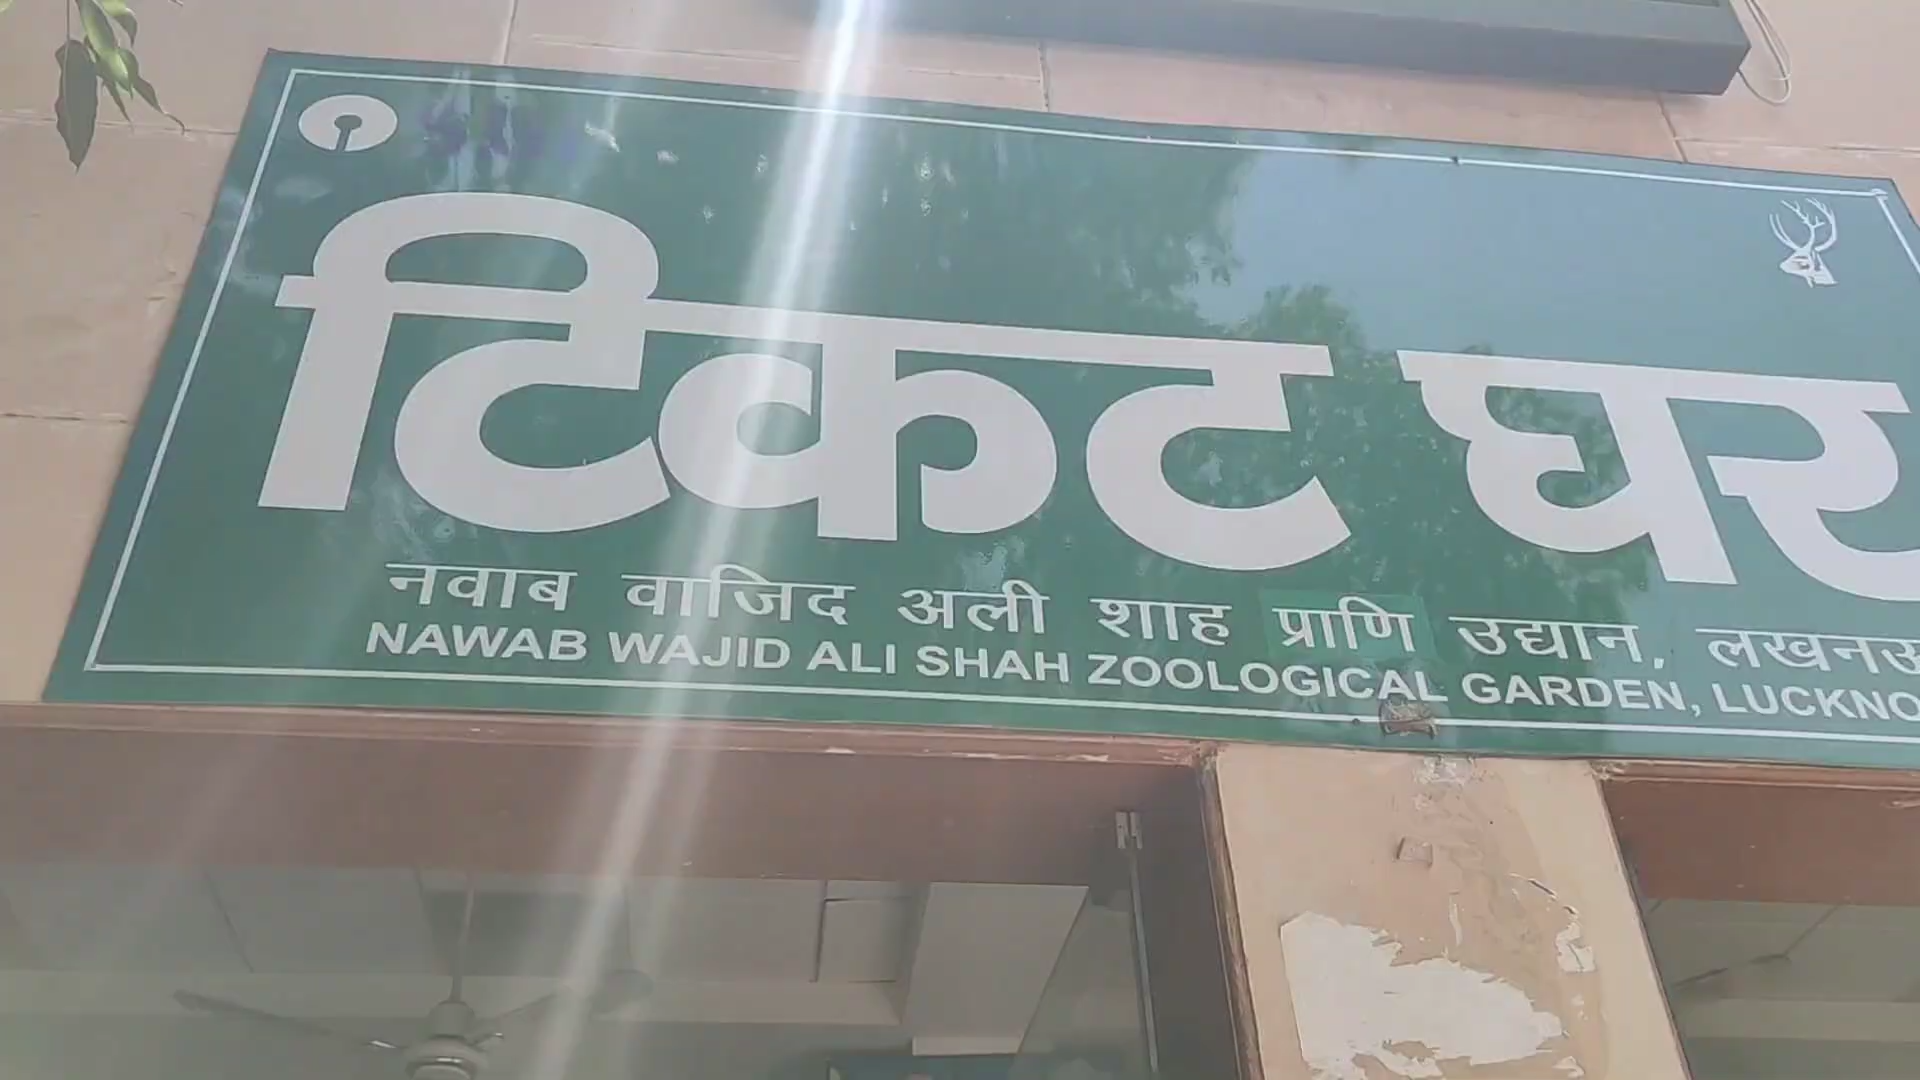 टिकट घर
नवाब वाजिद अली शाह प्राणि उद्यान, लखनऊ
NAWAB WAJID ALI SHAH ZOOLOGICAL GARDEN, LUCKNO